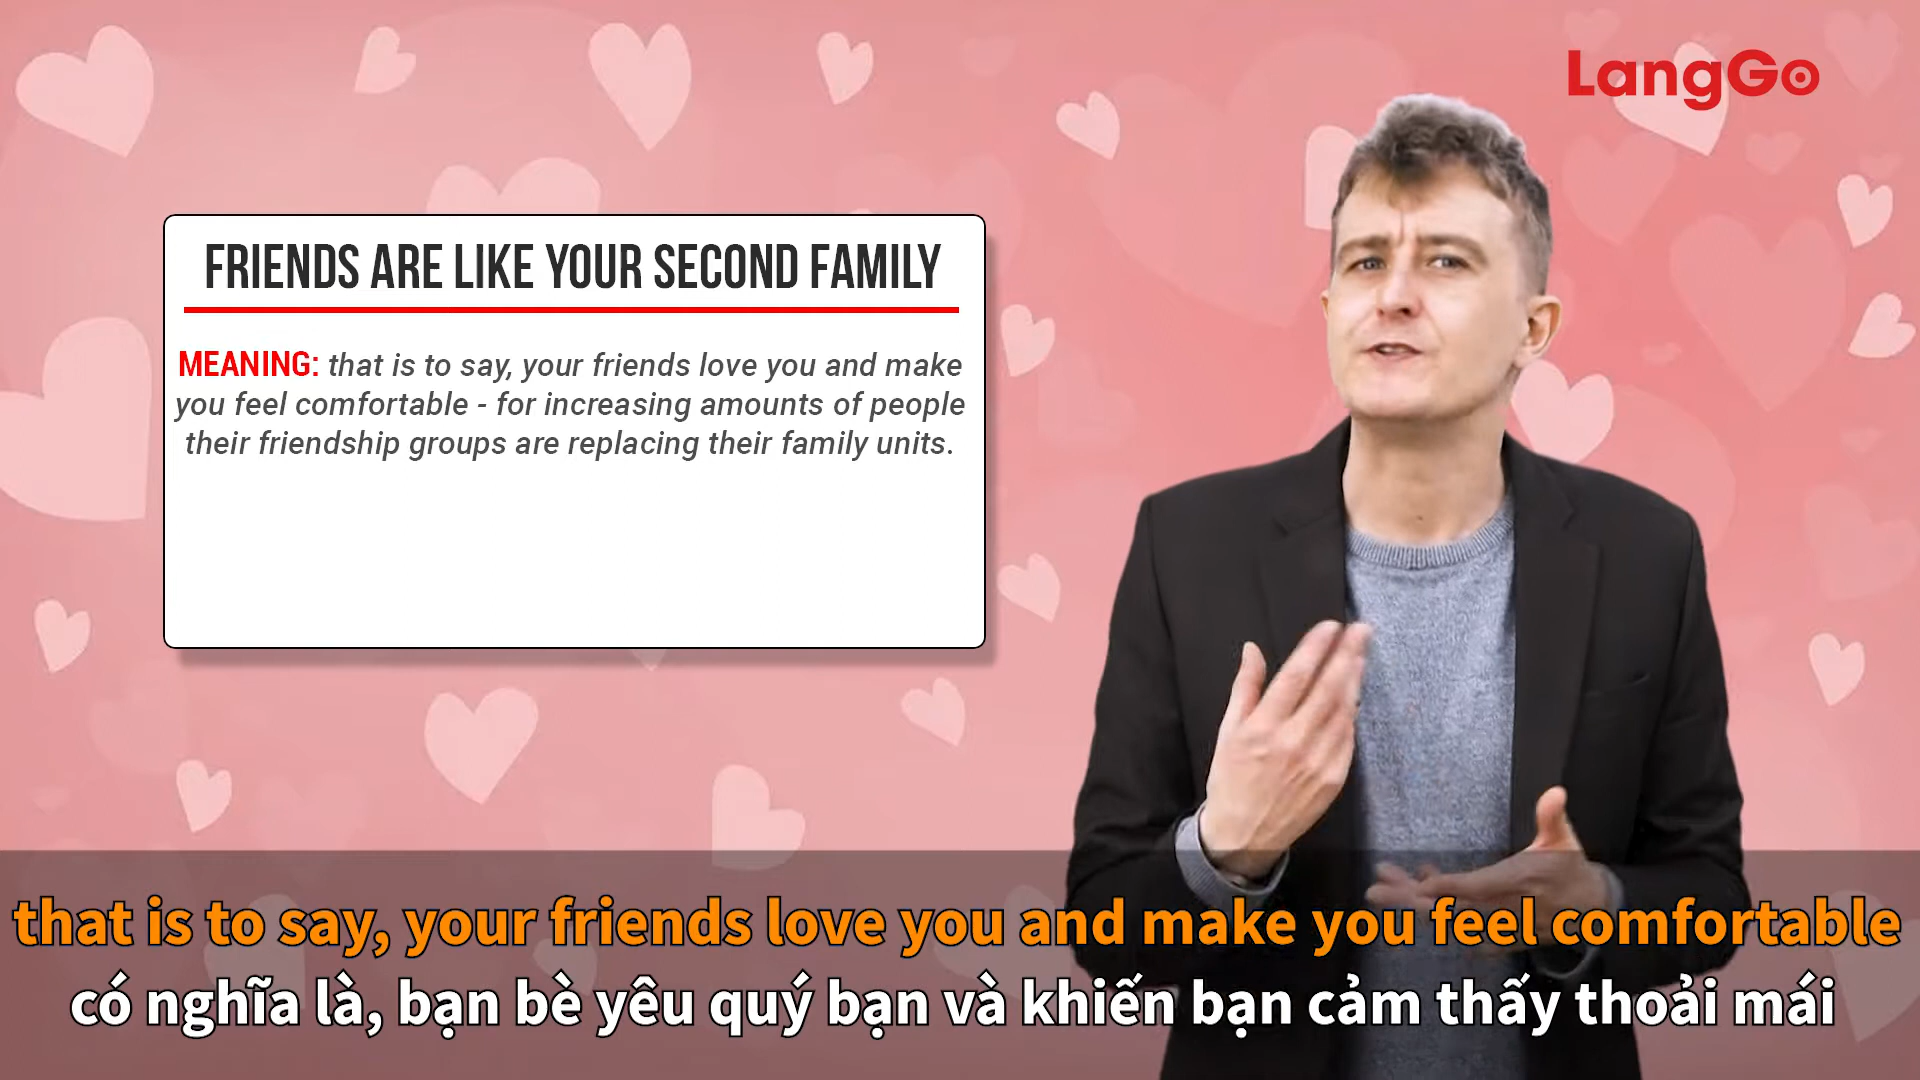 LangGo
FRIENDS ARE LIKE YOUR SECOND FAMILY
MEANING: that is to say, your friends love you and make
you feel comfortable - for increasing amounts of people
their friendship groups are replacing their family units.
that is to say, your friends love you and make you feel comfortable
có nghĩa là, bạn bè yêu quý bạn và khiến bạn cảm thấy thoải mái